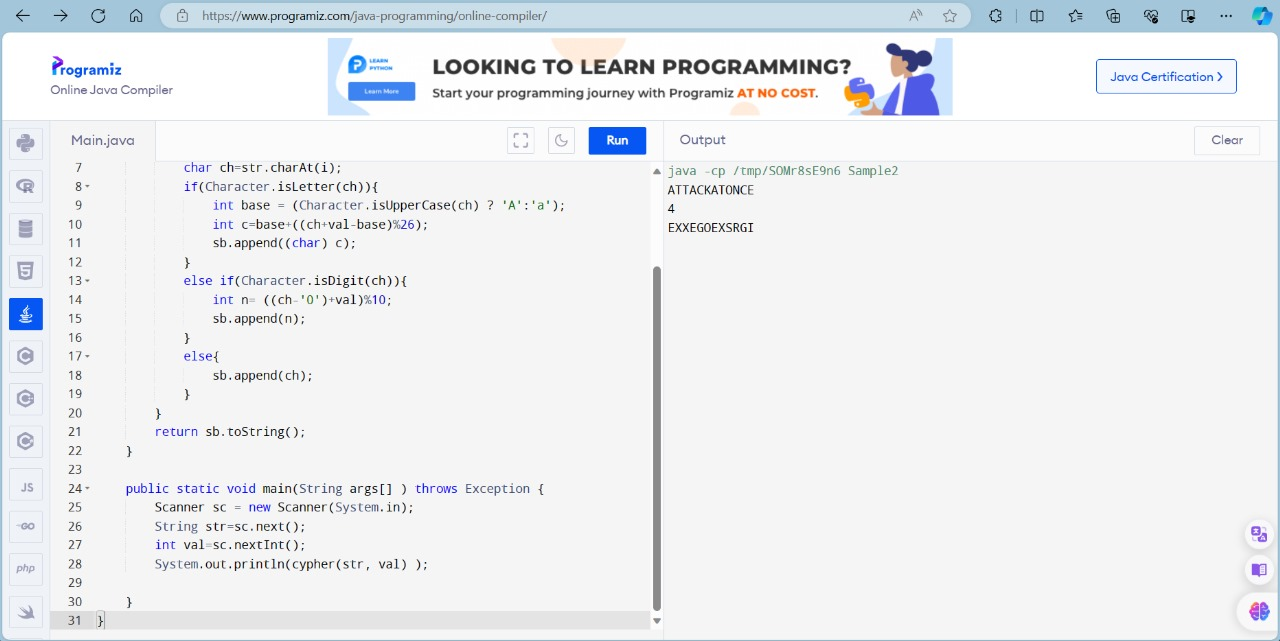 https://www.programiz.com/java-programming/online-compiler/
Programiz
Online Java Compiler
LEARN
PYTHON
Learn More
LOOKING TO LEARN PROGRAMMING?
Start your programming journey with Programiz AT NO COST.
Java Certification >
Main.java
Run
Output
Clear
7 char ch=str.charAt(i);
8 if(Character.isLetter(ch)){
9 int base = (Character.isUpperCase(ch) ? 'A':'a');
10 int c=base+((ch+val-base)%26);
11 sb.append((char) c);
12 }
13 else if(Character.isDigit(ch)){
14 int n= ((ch-'0')+val)%10;
15 sb.append(n);
16 }
17 else{
18 sb.append(ch);
19 }
20 }
21 return sb.toString();
22 }
23
24 public static void main(String args[] ) throws Exception {
25 Scanner sc = new Scanner(System.in);
26 String str=sc.next();
27 int val=sc.nextInt();
28 System.out.println(cypher(str, val) );
29
30 }
31 }
java -cp /tmp/SOMr8sE9n6 Sample2
ATTACKATONCE
4
EXXEGOEXSRGI
JS
GO
php